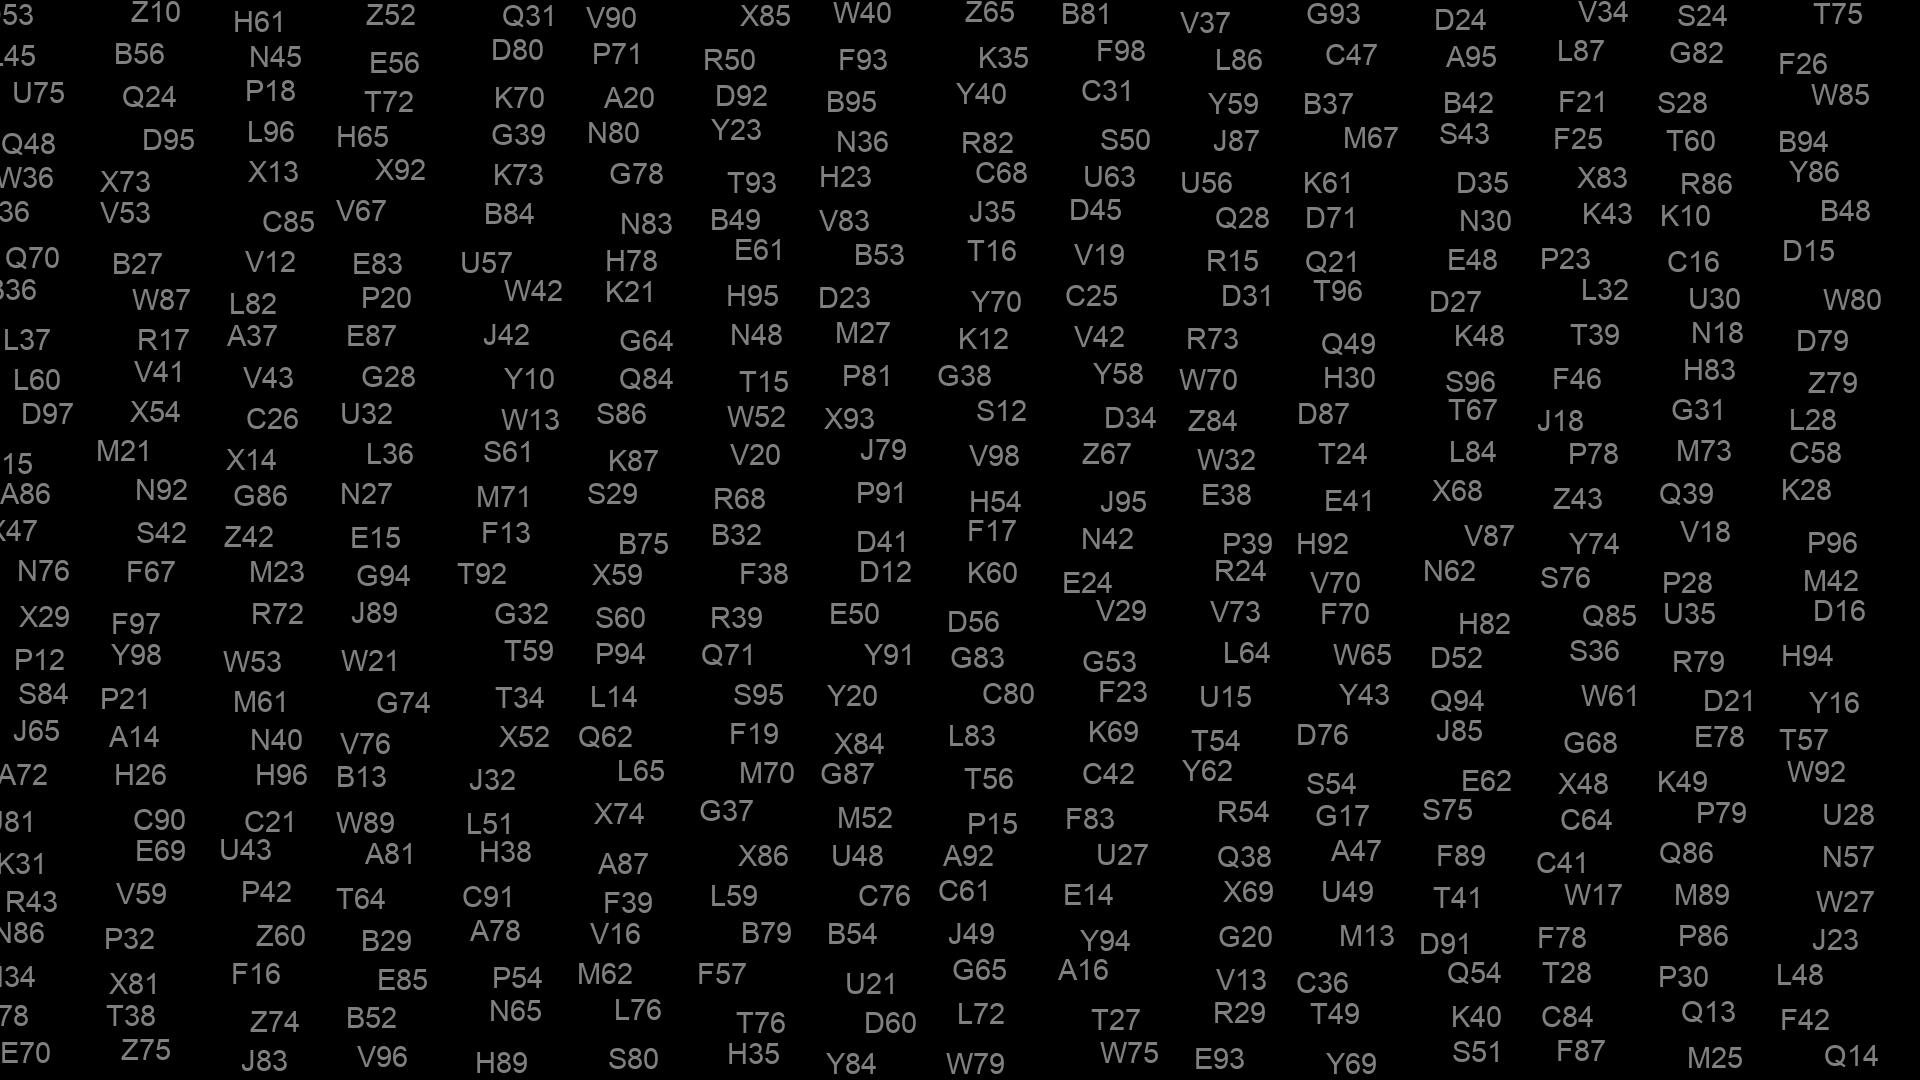 53 Z10 H61 Z52 Q31 V90 X85 W40 Z65 B81 V37 G93 D24 V34 S24 T75
45 B56 N45 E56 D80 P71 R50 F93 K35 F98 L86 C47 A95 L87 G82 F26
U75 Q24 P18 T72 K70 A20 D92 B95 Y40 C31 Y59 B37 B42 F21 S28 W85
Q48 D95 L96 H65 G39 N80 Y23 N36 R82 S50 J87 M67 S43 F25 T60 B94
W36 X73 X13 X92 K73 G78 T93 H23 C68 U63 U56 K61 D35 X83 R86 Y86
36 V53 C85 V67 B84 N83 B49 V83 J35 D45 Q28 D71 N30 K43 K10 B48
Q70 B27 V12 E83 U57 H78 E61 B53 T16 V19 R15 Q21 E48 P23 C16 D15
36 W87 L82 P20 W42 K21 H95 D23 Y70 C25 D31 T96 D27 L32 U30 W80
L37 R17 A37 E87 J42 G64 N48 M27 K12 V42 R73 Q49 K48 T39 N18 D79
L60 V41 V43 G28 Y10 Q84 T15 P81 G38 Y58 W70 H30 S96 F46 H83 Z79
D97 X54 C26 U32 W13 S86 W52 X93 S12 D34 Z84 D87 T67 J18 G31 L28
15 M21 X14 L36 S61 K87 V20 J79 V98 Z67 W32 T24 L84 P78 M73 C58
A86 N92 G86 N27 M71 S29 R68 P91 H54 J95 E38 E41 X68 Z43 Q39 K28
47 S42 Z42 E15 F13 B75 B32 D41 F17 N42 P39 H92 V87 Y74 V18 P96
N76 F67 M23 G94 T92 X59 F38 D12 K60 E24 R24 V70 N62 S76 P28 M42
X29 F97 R72 J89 G32 S60 R39 E50 D56 V29 V73 F70 H82 Q85 U35 D16
P12 Y98 W53 W21 T59 P94 Q71 Y91 G83 G53 L64 W65 D52 S36 R79 H94
S84 P21 M61 G74 T34 L14 S95 Y20 C80 F23 U15 Y43 Q94 W61 D21 Y16
J65 A14 N40 V76 X52 Q62 F19 X84 L83 K69 T54 D76 J85 G68 E78 T57
A72 H26 H96 B13 J32 L65 M70 G87 T56 C42 Y62 S54 E62 X48 K49 W92
81 C90 C21 W89 L51 X74 G37 M52 P15 F83 R54 G17 S75 C64 P79 U28
K31 E69 U43 A81 H38 A87 X86 U48 A92 U27 Q38 A47 F89 C41 Q86 N57
R43 V59 P42 T64 C91 F39 L59 C76 C61 E14 X69 U49 T41 W17 M89 W27
N86 P32 Z60 B29 A78 V16 B79 B54 J49 Y94 G20 M13 D91 F78 P86 J23
34 X81 F16 E85 P54 M62 F57 U21 G65 A16 V13 C36 Q54 T28 P30 L48
78 T38 Z74 B52 N65 L76 T76 D60 L72 T27 R29 T49 K40 C84 Q13 F42
E70 Z75 J83 V96 H89 S80 H35 Y84 W79 W75 E93 Y69 S51 F87 M25 Q14